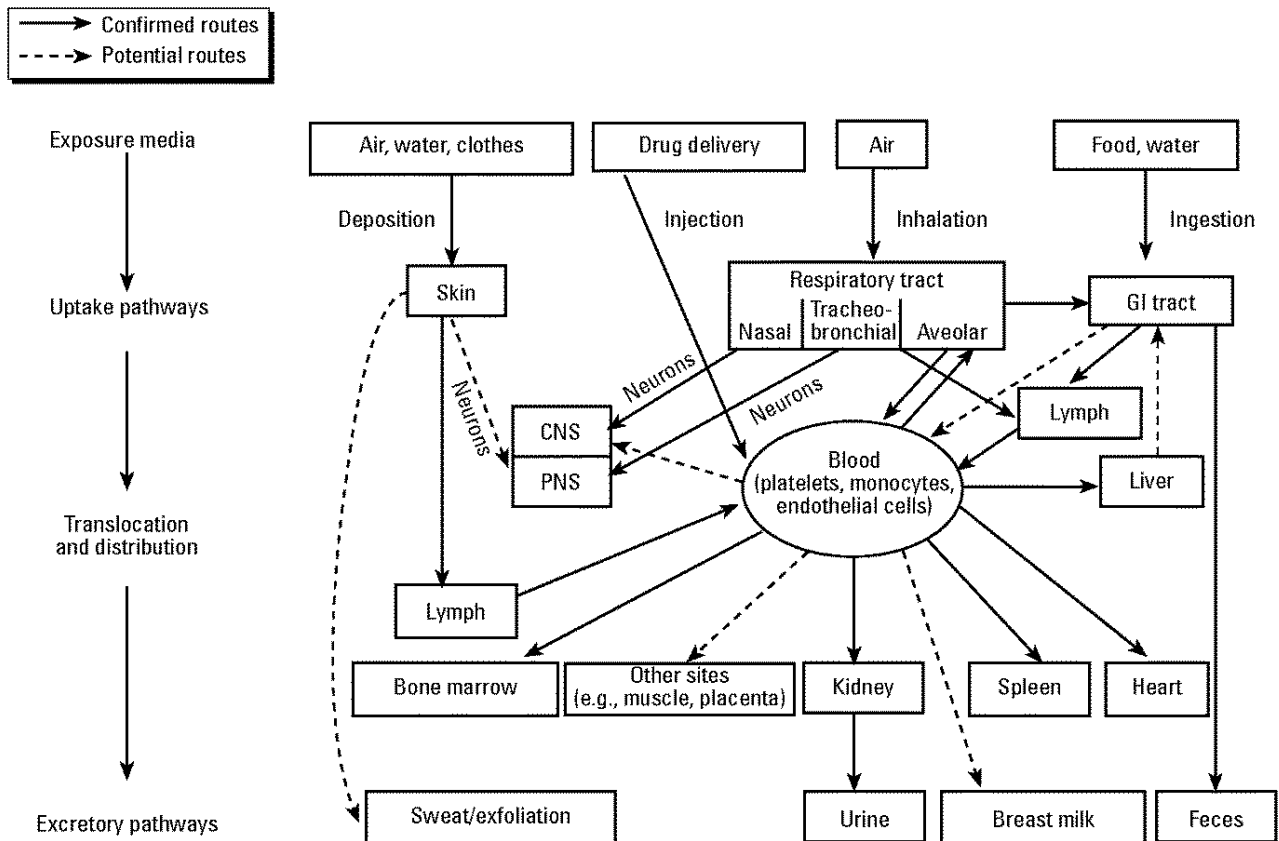 Confirmed routes
Potential routes
Exposure media
Air, water, clothes
Drug delivery
Air
Food, water
Deposition
Injection
Inhalation
Ingestion
Uptake pathways
Skin
Respiratory tract
Nasal
Tracheo-
bronchial
Aveolar
GI tract
Neurons
Neurons
Neurons
CNS
PNS
Lymph
Blood
(platelets, monocytes,
endothelial cells)
Liver
Translocation
and distribution
Lymph
Bone marrow
Other sites
(e.g., muscle, placenta)
Kidney
Spleen
Heart
Excretory pathways
Sweat/exfoliation
Urine
Breast milk
Feces